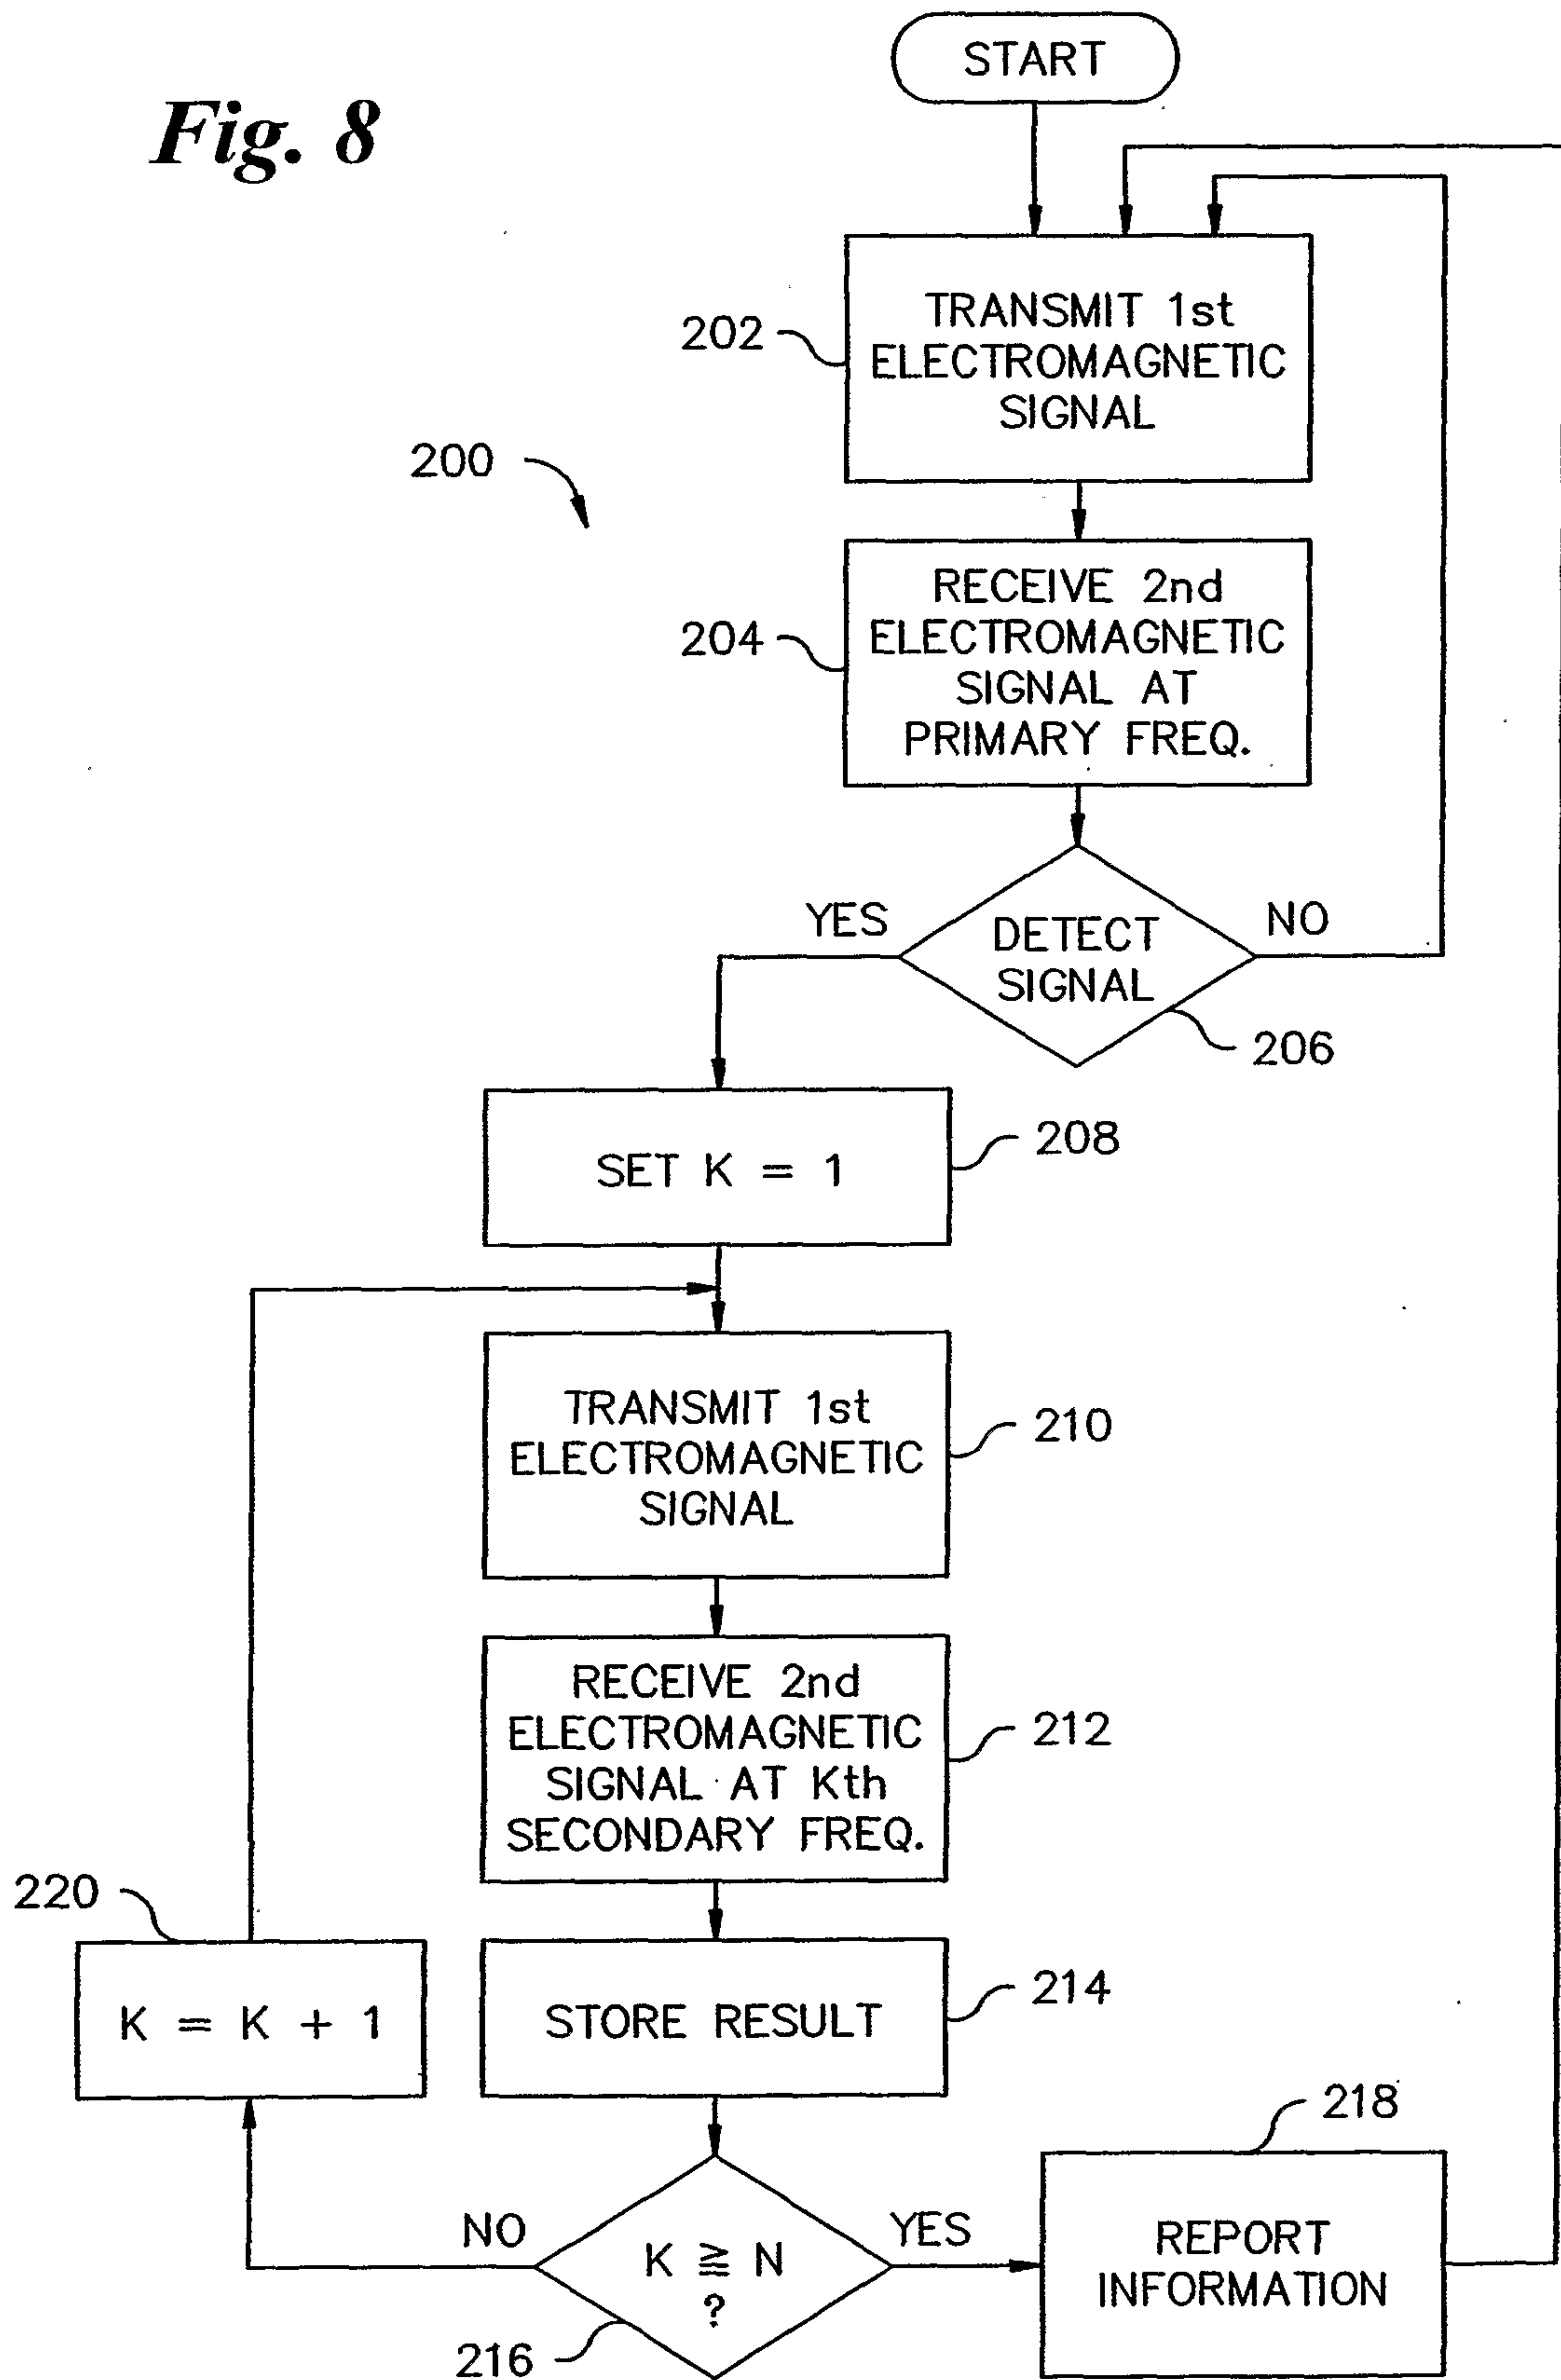 Fig. 8
START
202
TRANSMIT 1st
ELECTROMAGNETIC
SIGNAL
200
204
RECEIVE 2nd
ELECTROMAGNETIC
SIGNAL AT
PRIMARY FREQ.
YES
DETECT
SIGNAL
NO
206
SET K = 1
208
TRANSMIT 1st
ELECTROMAGNETIC
SIGNAL
210
RECEIVE 2nd
ELECTROMAGNETIC
SIGNAL AT Kth
SECONDARY FREQ.
212
220
K = K + 1
STORE RESULT
214
218
NO
K ≧ N
?
YES
216
REPORT
INFORMATION